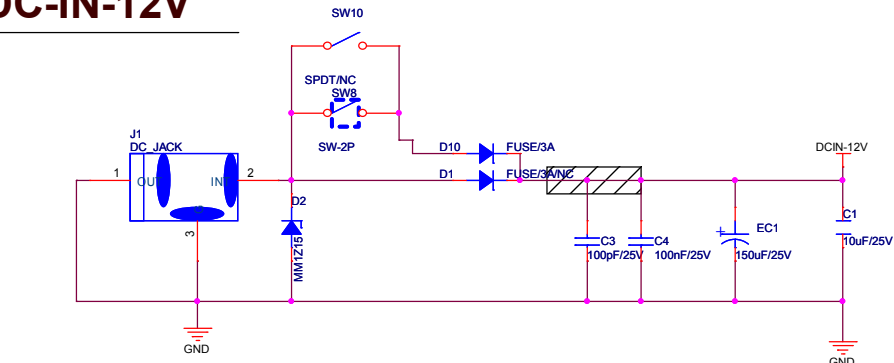 DC-IN-12V
SW10
SPDT/NC
SW8
SW-2P
J1
DC_JACK
1
OUT
INT
2
3
D10
FUSE/3A
D1
FUSE/3A/NC
DCIN-12V
D2
MM1Z15
C3
100pF/25V
C4
100nF/25V
+
EC1
150uF/25V
C1
10uF/25V
GND
GND